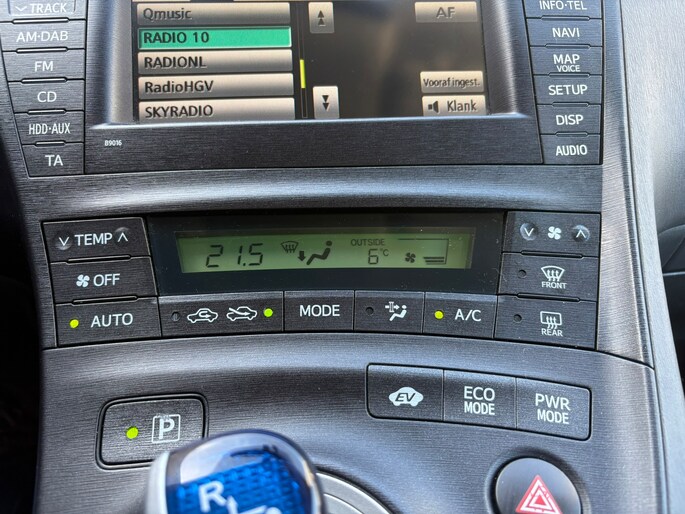 TRACK
AM·DAB
FM
CD
HDD·AUX
TA
Qmusic
RADIO 10
RADIONL
RadioHGV
SKYRADIO
AF
Vooraf ingest.
Klank
B9016
INFO·TEL
NAVI
MAP
VOICE
SETUP
DISP
AUDIO
TEMP
OFF
AUTO
21.5
OUTSIDE
6°C
MODE
A/C
FRONT
REAR
P
EV
ECO
MODE
PWR
MODE
R